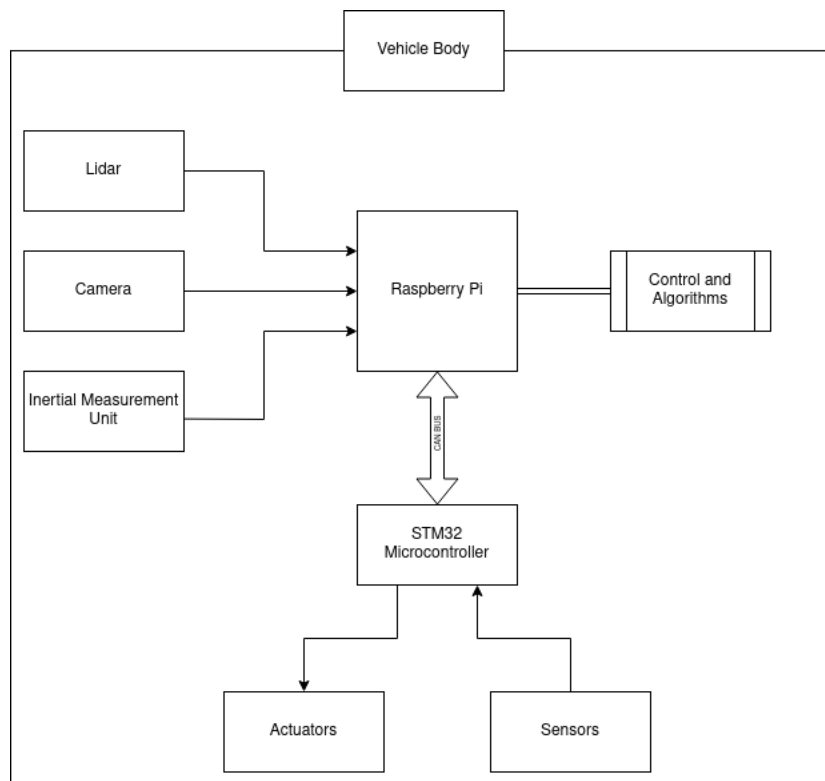 Vehicle Body
Lidar
Camera
Raspberry Pi
Control and
Algorithms
Inertial Measurement
Unit
CAN BUS
STM32
Microcontroller
Actuators
Sensors